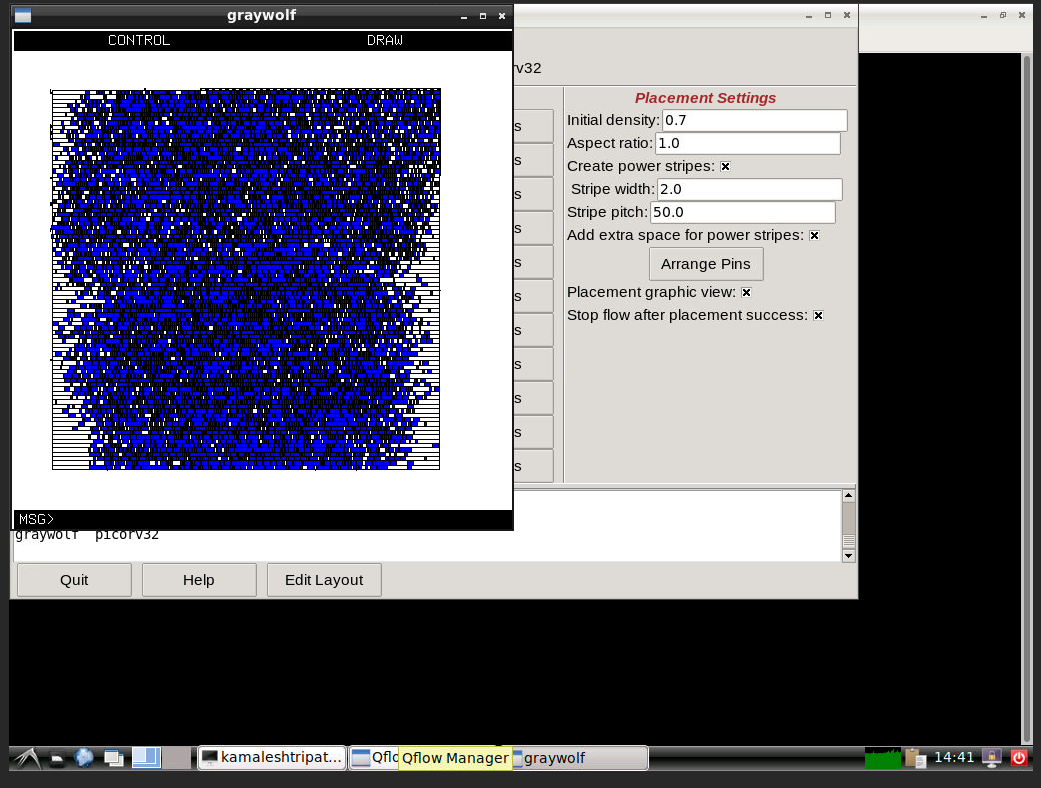 graywolf
CONTROL DRAW
rv32
Placement Settings
Initial density: 0.7
s
Aspect ratio: 1.0
s
Create power stripes:
Stripe width: 2.0
s
Stripe pitch: 50.0
s
Add extra space for power stripes:
s
Arrange Pins
Placement graphic view:
s
Stop flow after placement success:
s
s
s
s
s
MSG>
graywolf picorv32
Quit Help Edit Layout
kamaleshtripat... Qflo Qflow Manager graywolf 14:41